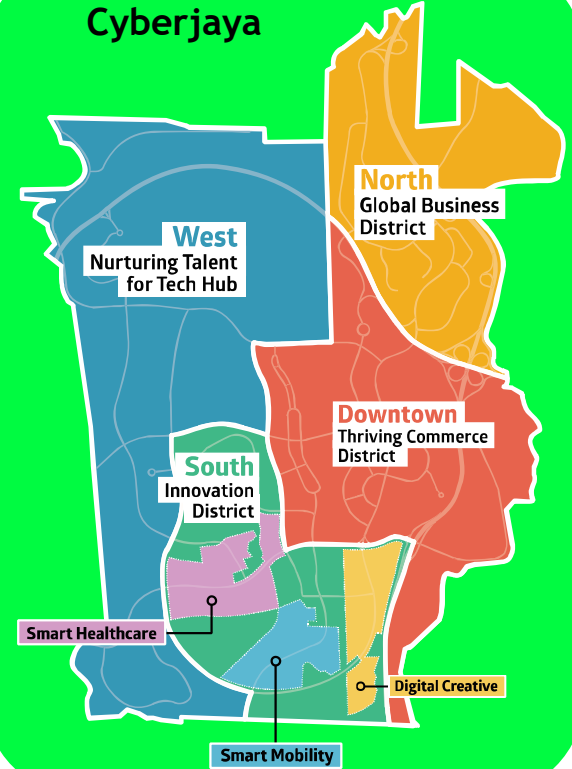 Cyberjaya
North
Global Business
District
West
Nurturing Talent
for Tech Hub
Downtown
Thriving Commerce
District
South
Innovation
District
Smart Healthcare
Digital Creative
Smart Mobility